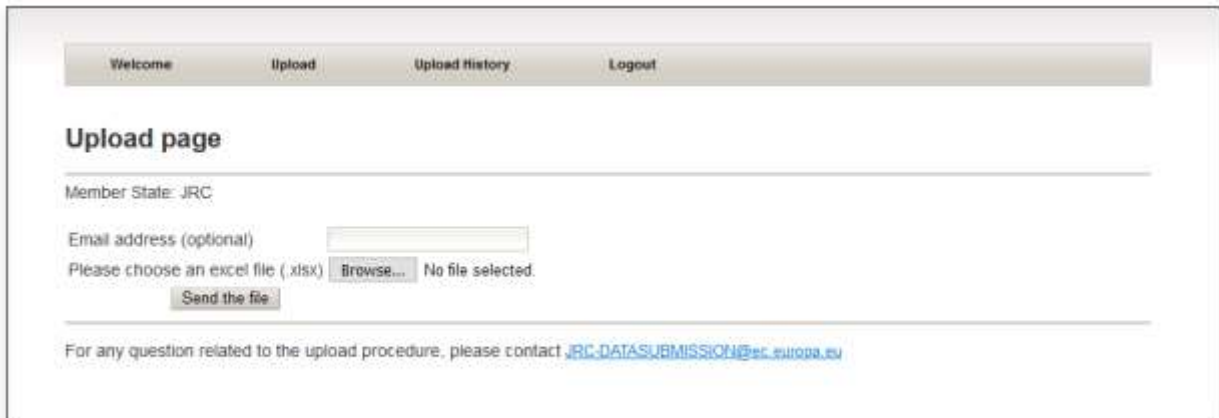 Welcome Upload Upload History Logout
Upload page
Member State: JRC
Email address (optional)
Please choose an excel file (.xlsx) Browse... No file selected.
Send the file
For any question related to the upload procedure, please contact JRC-DATASUBMISSION@ec.europa.eu